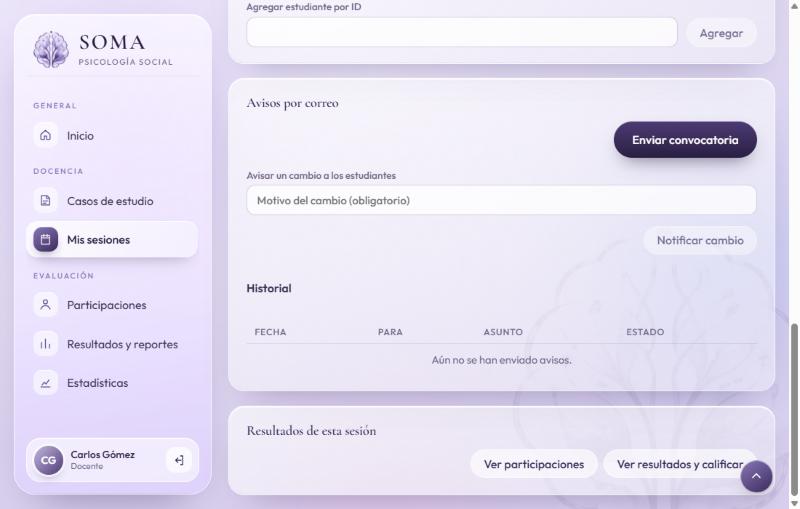 SOMA
PSICOLOGÍA SOCIAL
GENERAL
Inicio
DOCENCIA
Casos de estudio
Mis sesiones
EVALUACIÓN
Participaciones
Resultados y reportes
Estadísticas
CG
Carlos Gómez
Docente
Agregar estudiante por ID
Agregar
Avisos por correo
Enviar convocatoria
Avisar un cambio a los estudiantes
Motivo del cambio (obligatorio)
Notificar cambio
Historial
FECHA PARA ASUNTO ESTADO
Aún no se han enviado avisos.
Resultados de esta sesión
Ver participaciones Ver resultados y calificar